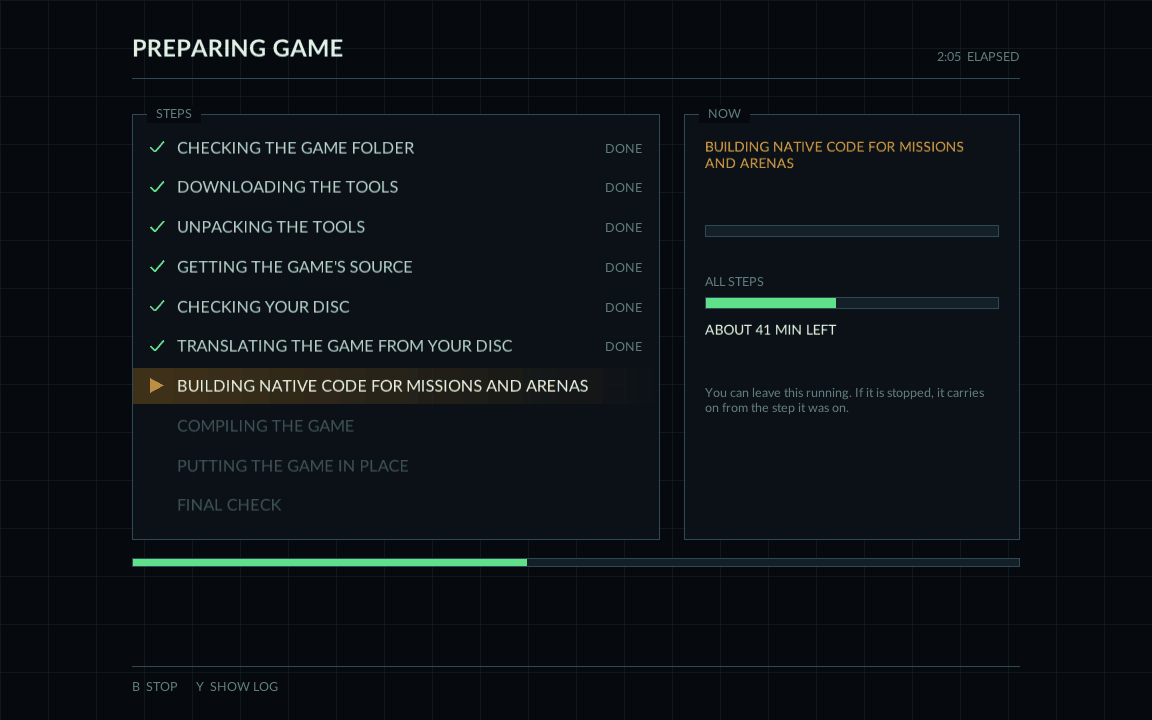 PREPARING GAME
2:05 ELAPSED
STEPS
CHECKING THE GAME FOLDER DONE
DOWNLOADING THE TOOLS DONE
UNPACKING THE TOOLS DONE
GETTING THE GAME'S SOURCE DONE
CHECKING YOUR DISC DONE
TRANSLATING THE GAME FROM YOUR DISC DONE
BUILDING NATIVE CODE FOR MISSIONS AND ARENAS
COMPILING THE GAME
PUTTING THE GAME IN PLACE
FINAL CHECK
NOW
BUILDING NATIVE CODE FOR MISSIONS
AND ARENAS
ALL STEPS
ABOUT 41 MIN LEFT
You can leave this running. If it is stopped, it carries
on from the step it was on.
B STOP Y SHOW LOG